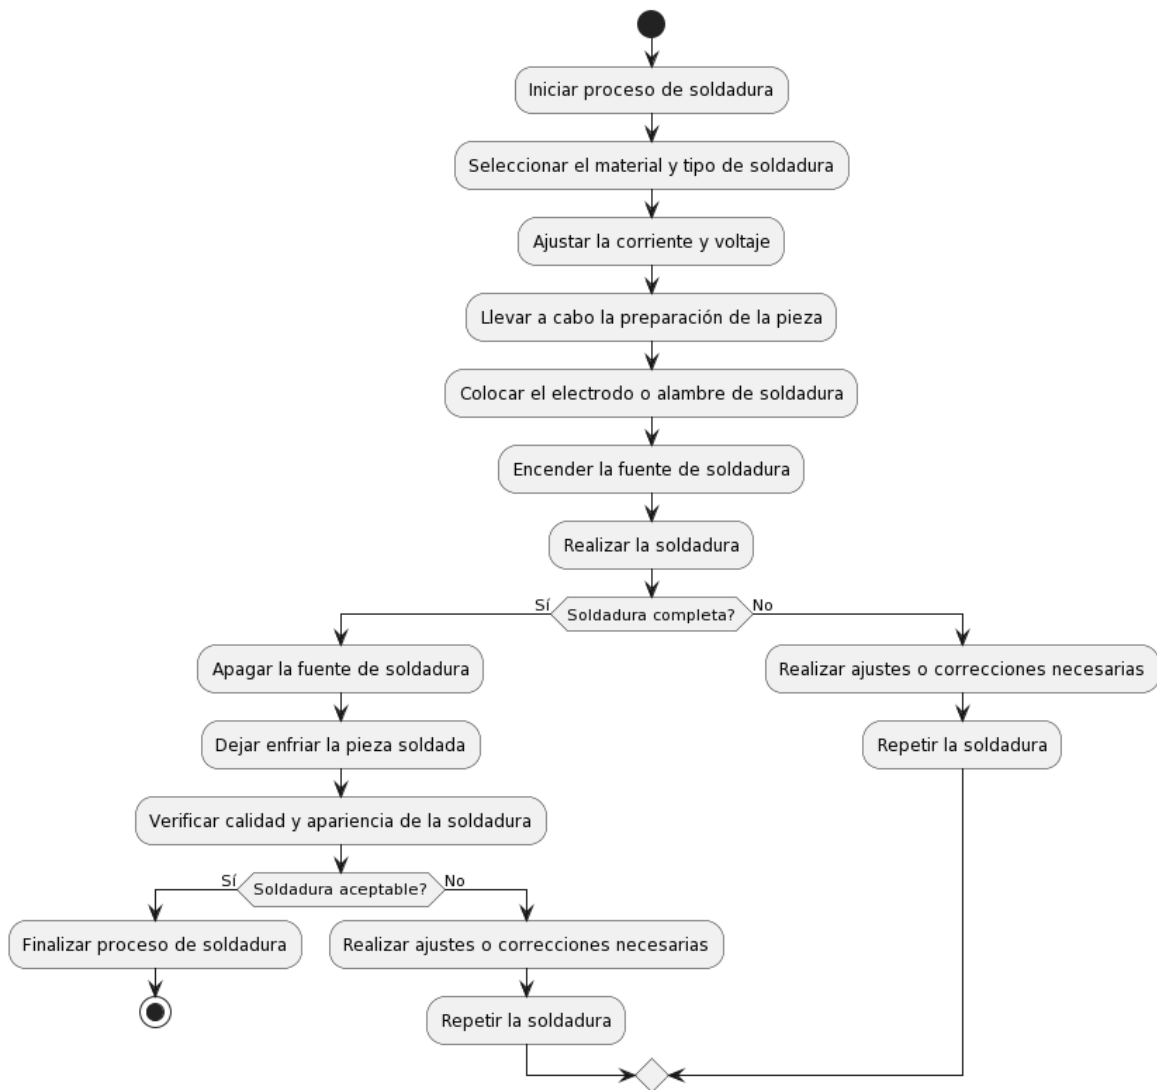 Iniciar proceso de soldadura
Seleccionar el material y tipo de soldadura
Ajustar la corriente y voltaje
Llevar a cabo la preparación de la pieza
Colocar el electrodo o alambre de soldadura
Encender la fuente de soldadura
Realizar la soldadura
Sí
Soldadura completa?
No
Apagar la fuente de soldadura
Dejar enfriar la pieza soldada
Verificar calidad y apariencia de la soldadura
Sí
Soldadura aceptable?
No
Finalizar proceso de soldadura
Realizar ajustes o correcciones necesarias
Repetir la soldadura
Realizar ajustes o correcciones necesarias
Repetir la soldadura